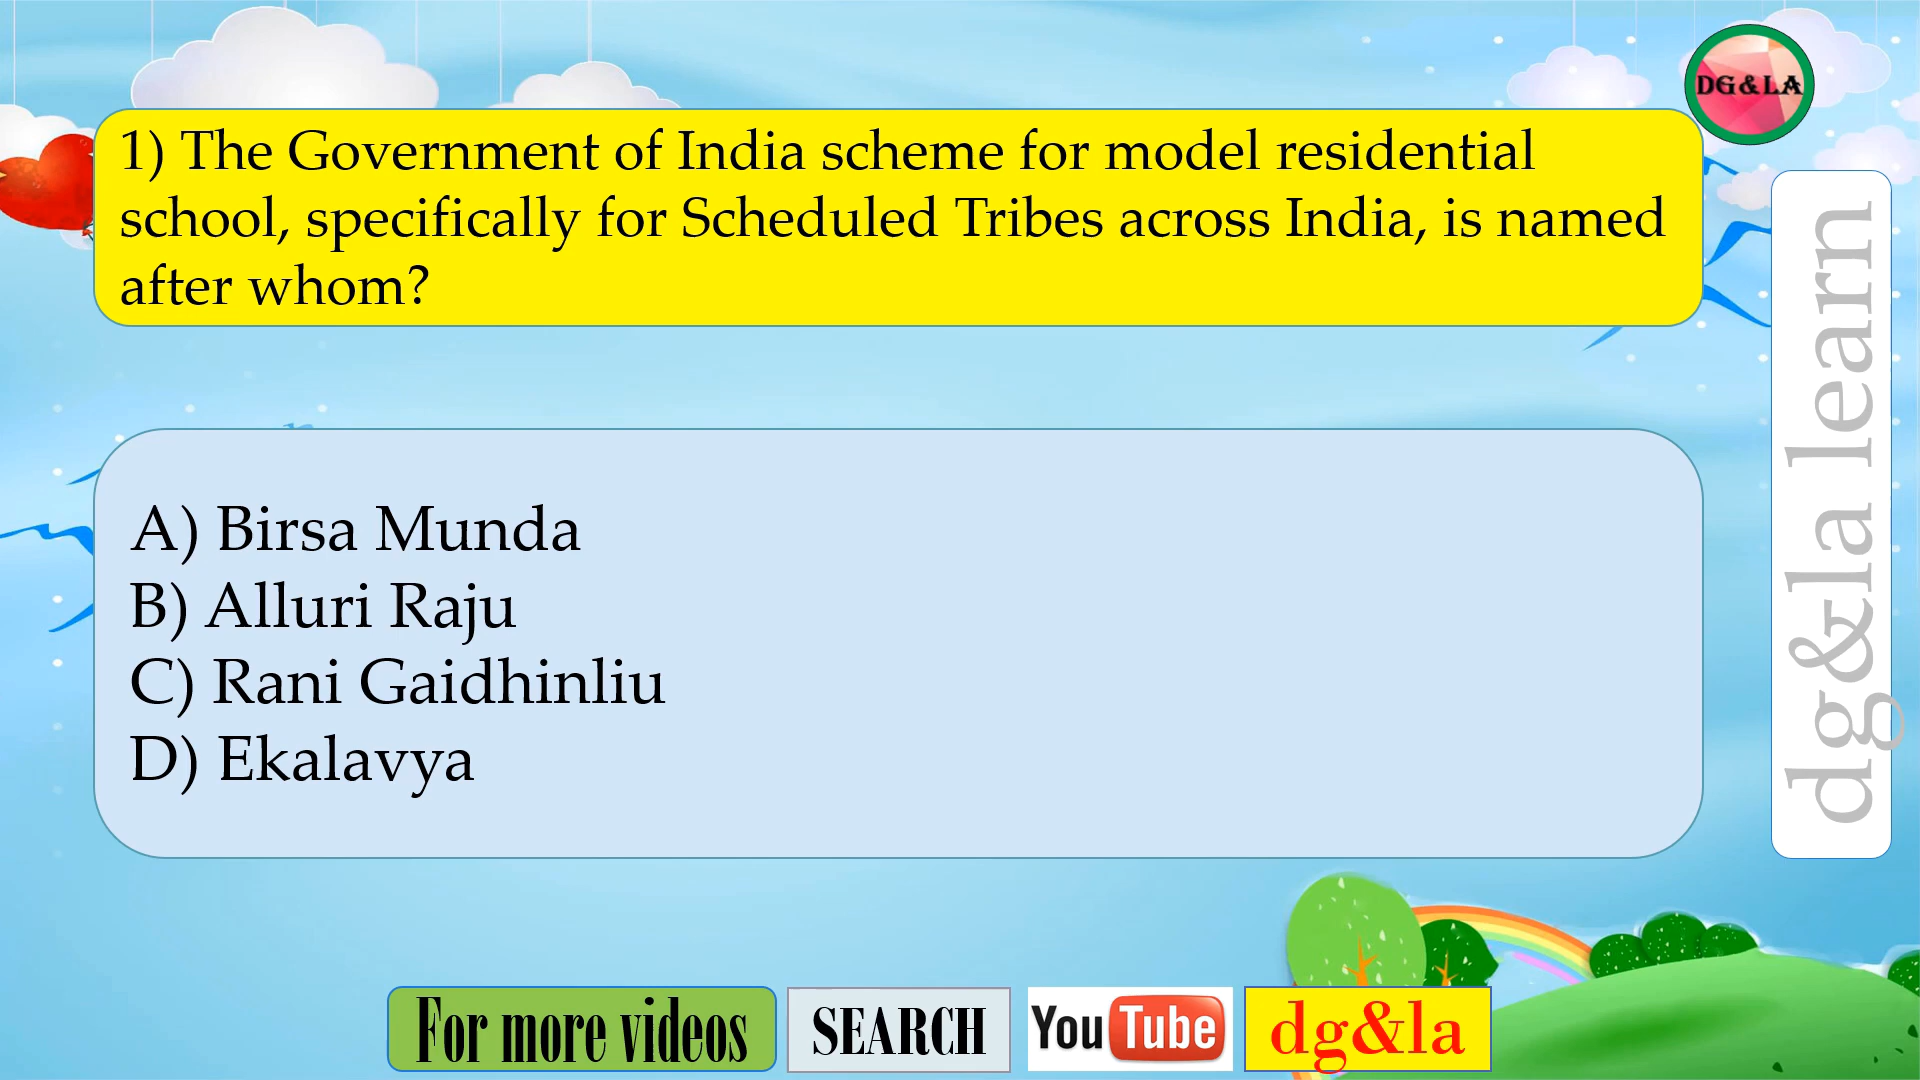 DG&LA
1) The Government of India scheme for model residential
school, specifically for Scheduled Tribes across India, is named
after whom?
A) Birsa Munda
B) Alluri Raju
C) Rani Gaidhinliu
D) Ekalavya
dg&la learn
For more videos
SEARCH
YouTube
dg&la